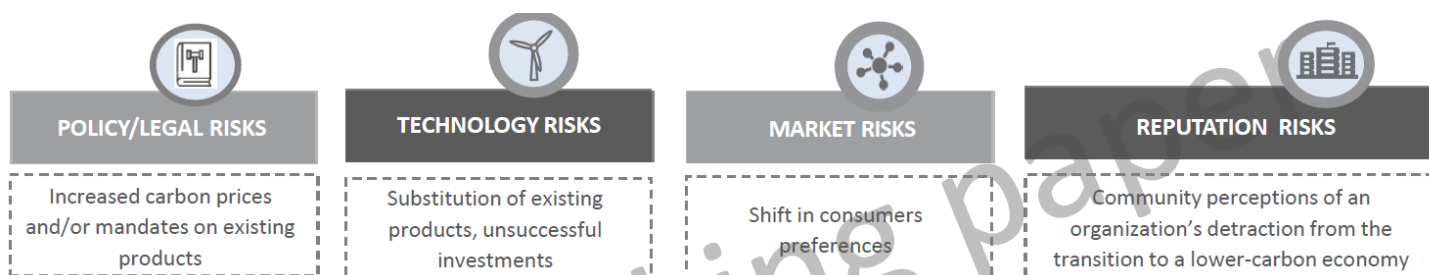 POLICY/LEGAL RISKS
Increased carbon prices
and/or mandates on existing
products
TECHNOLOGY RISKS
Substitution of existing
products, unsuccessful
investments
MARKET RISKS
Shift in consumers
preferences
REPUTATION RISKS
Community perceptions of an
organization's detraction from the
transition to a lower-carbon economy
king paper